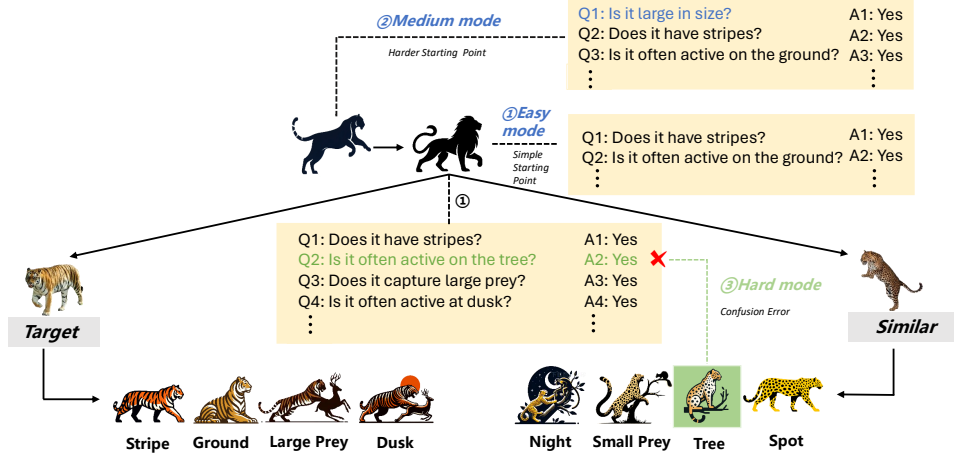 ②Medium mode
Harder Starting Point
Q1: Is it large in size? A1: Yes
Q2: Does it have stripes? A2: Yes
Q3: Is it often active on the ground? A3: Yes
①Easy
mode
Simple
Starting
Point
Q1: Does it have stripes? A1: Yes
Q2: Is it often active on the ground? A2: Yes
①
Q1: Does it have stripes? A1: Yes
Q2: Is it often active on the tree? A2: Yes
Q3: Does it capture large prey? A3: Yes
Q4: Is it often active at dusk? A4: Yes
③Hard mode
Confusion Error
Target
Similar
Stripe Ground Large Prey Dusk Night Small Prey Tree Spot